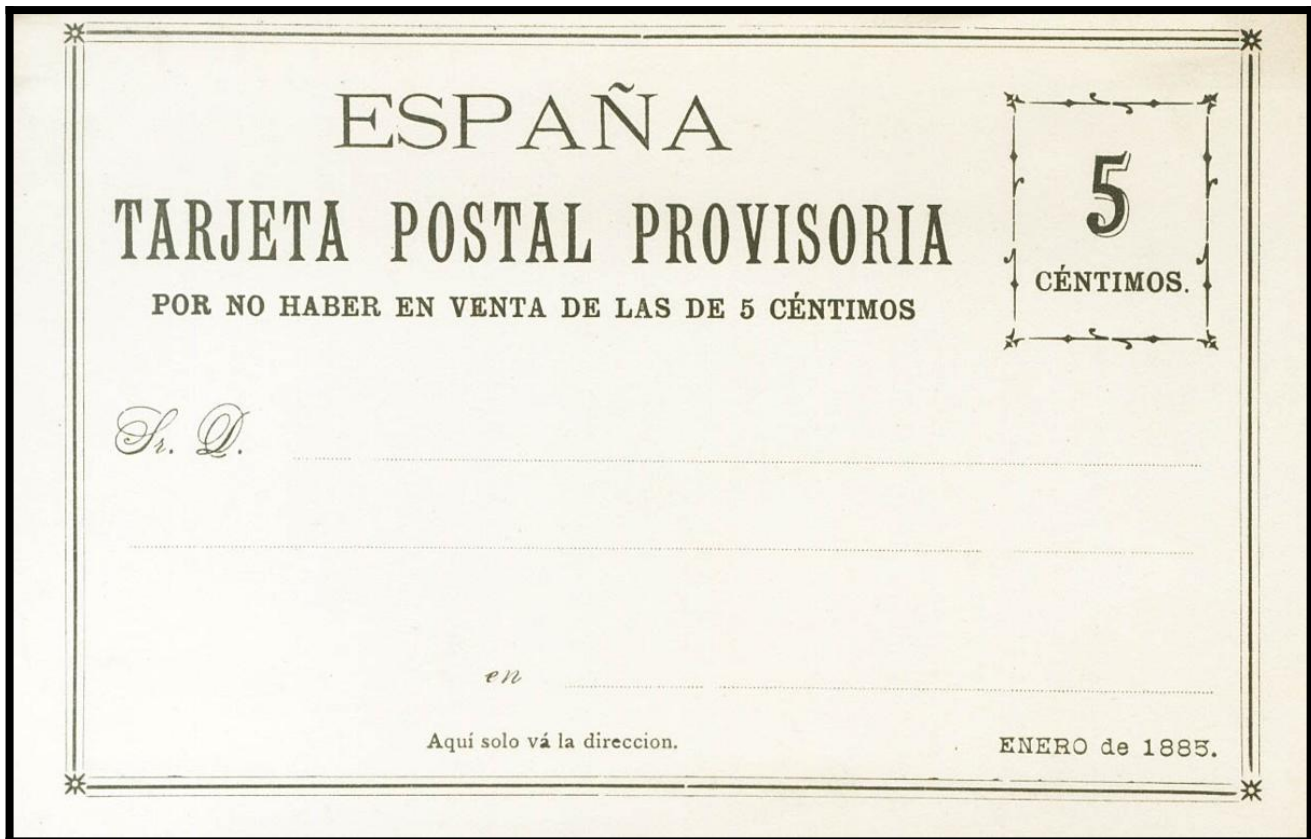 ESPAÑA
TARJETA POSTAL PROVISORIA
POR NO HABER EN VENTA DE LAS DE 5 CÉNTIMOS
5
CÉNTIMOS.
Sr. D.
en
Aquí solo vá la direccion.
ENERO de 1885.